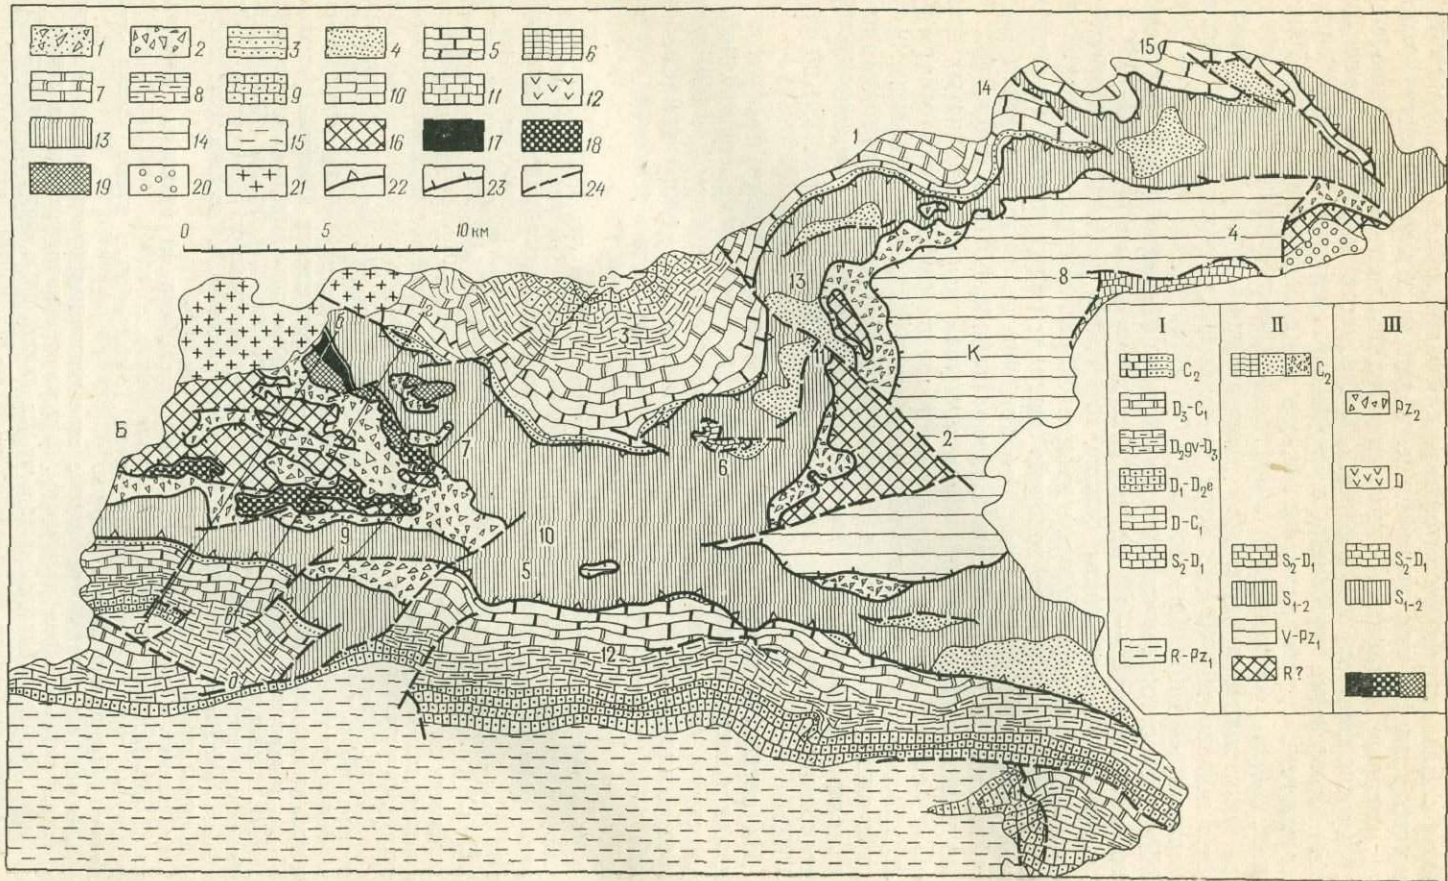 1 2 3 4 5 6
7 8 9 10 11 12
13 14 15 16 17 18
19 20 21 22 23 24
0 5 10 км
15
14
1
4
8
13
3
11
К
Б
2
7
6
9
10
5
12
I II III
C₂ C₂
D₃-C₁ PZ₂
D₂gv-D₃
D₁-D₂e D
D-C₁
S₂-D₁ S₂-D₁ S₂-D₁
S₁₋₂ S₁₋₂
R-PZ₁ V-PZ₁
R?